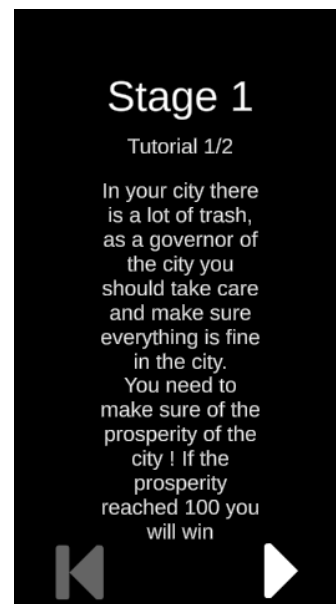 Stage 1
Tutorial 1/2
In your city there
is a lot of trash,
as a governor of
the city you
should take care
and make sure
everything is fine
in the city.
You need to
make sure of the
prosperity of the
city ! If the
prosperity
reached 100 you
will win